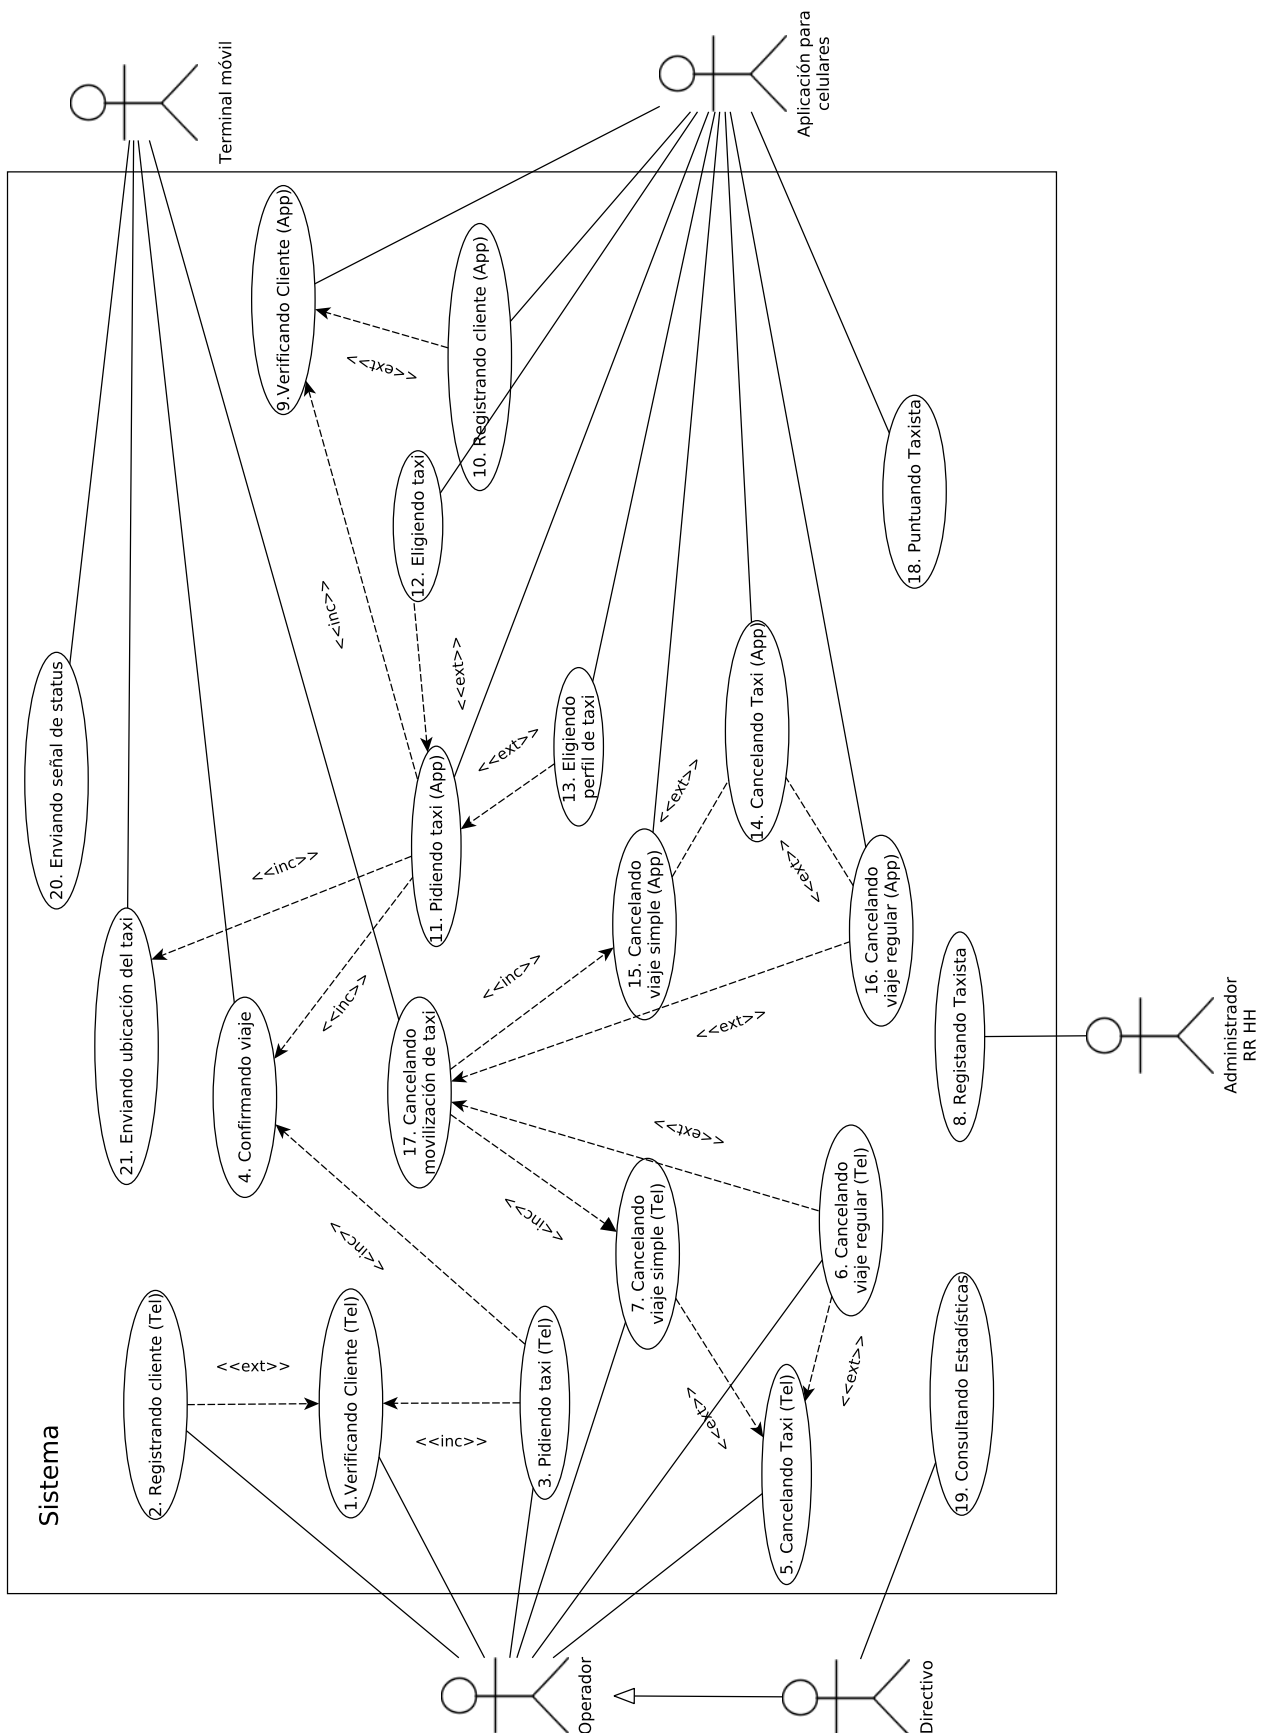 Sistema
Operador
Directivo
Administrador
RR HH
Terminal móvil
Aplicación para
celulares
2. Registrando cliente (Tel)
<<ext>>
1.Verificando Cliente (Tel)
<<inc>>
3. Pidiendo taxi (Tel)
<<inc>>
7. Cancelando
viaje simple (Tel)
<<inc>>
<<ext>>
5. Cancelando Taxi (Tel)
<<ext>>
6. Cancelando
viaje regular (Tel)
<<ext>>
19. Consultando Estadísticas
21. Enviando ubicación del taxi
4. Confirmando viaje
17. Cancelando
movilización de taxi
<<inc>>
<<inc>>
<<inc>>
<<ext>>
15. Cancelando
viaje simple (App)
16. Cancelando
viaje regular (App)
8. Registando Taxista
20. Enviando señal de status
11. Pidiendo taxi (App)
<<ext>>
<<ext>>
<<ext>>
<<ext>>
13. Eligiendo
perfil de taxi
14. Cancelando Taxi (App)
<<inc>>
12. Eligiendo taxi
18. Puntuando Taxista
9.Verificando Cliente (App)
<<ext>>
10. Registrando cliente (App)